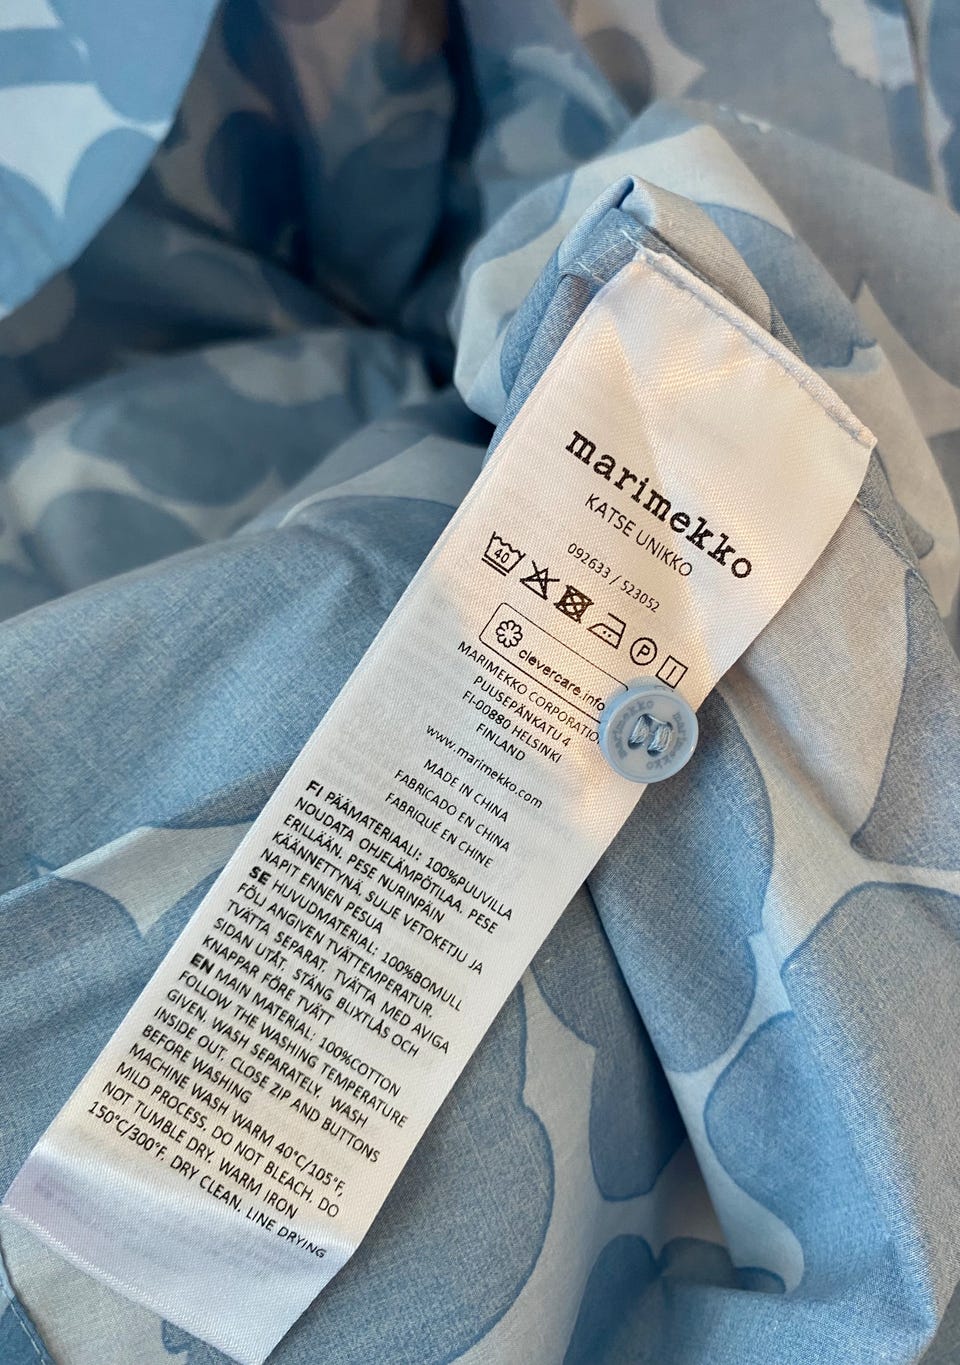 marimekko
KATSE UNIKKO
092633 / 523052
40 P
clevercare.info
MARIMEKKO CORPORATION
PUUSEPÄNKATU 4
FI-00880 HELSINKI
FINLAND
www.marimekko.com
MADE IN CHINA
FABRICADO EN CHINA
FABRIQUÉ EN CHINE
FI PÄÄMATERIAALI: 100%PUUVILLA
NOUDATA OHJELÄMPÖTILAA. PESE
ERILLÄÄN. PESE NURINPÄIN
KÄÄNNETTYNÄ. SULJE VETOKETJU JA
NAPIT ENNEN PESUA
SE HUVUDMATERIAL: 100%BOMULL
FÖLJ ANGIVEN TVÄTTEMPERATUR.
TVÄTTA SEPARAT. TVÄTTA MED AVIGA
SIDAN UTÅT. STÄNG BLIXTLÅS OCH
KNAPPAR FÖRE TVÄTT
EN MAIN MATERIAL: 100%COTTON
FOLLOW THE WASHING TEMPERATURE
GIVEN. WASH SEPARATELY. WASH
INSIDE OUT. CLOSE ZIP AND BUTTONS
BEFORE WASHING
MACHINE WASH WARM 40°C/105°F,
MILD PROCESS. DO NOT BLEACH. DO
NOT TUMBLE DRY. WARM IRON
150°C/300°F. DRY CLEAN. LINE DRYING
marimekko
marimekko